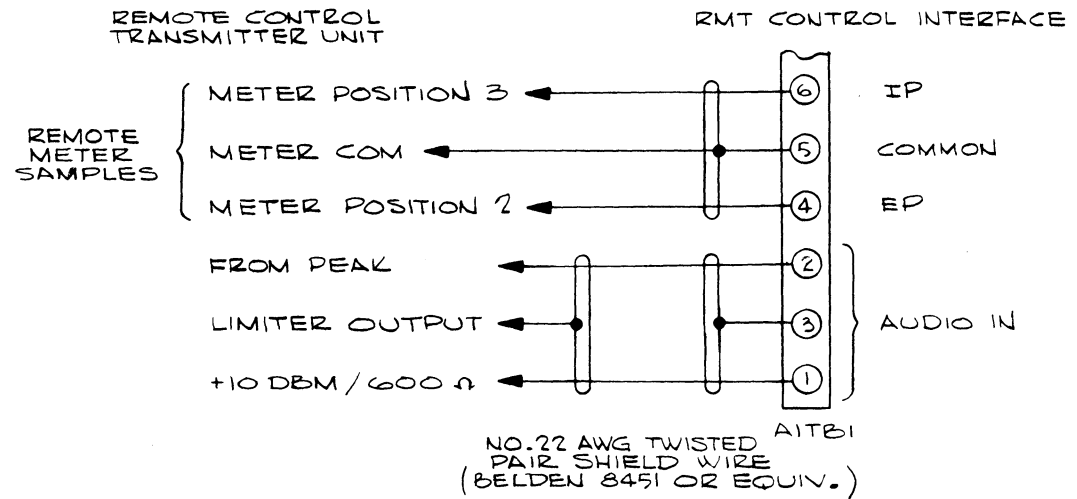 REMOTE CONTROL
TRANSMITTER UNIT
RMT CONTROL INTERFACE
METER POSITION 3
6
IP
REMOTE
METER
SAMPLES
METER COM
5
COMMON
METER POSITION 2
4
EP
FROM PEAK
2
LIMITER OUTPUT
3
AUDIO IN
+10 DBM/600 Ω
1
A1TB1
NO.22 AWG TWISTED
PAIR SHIELD WIRE
(BELDEN 8451 OR EQUIV.)